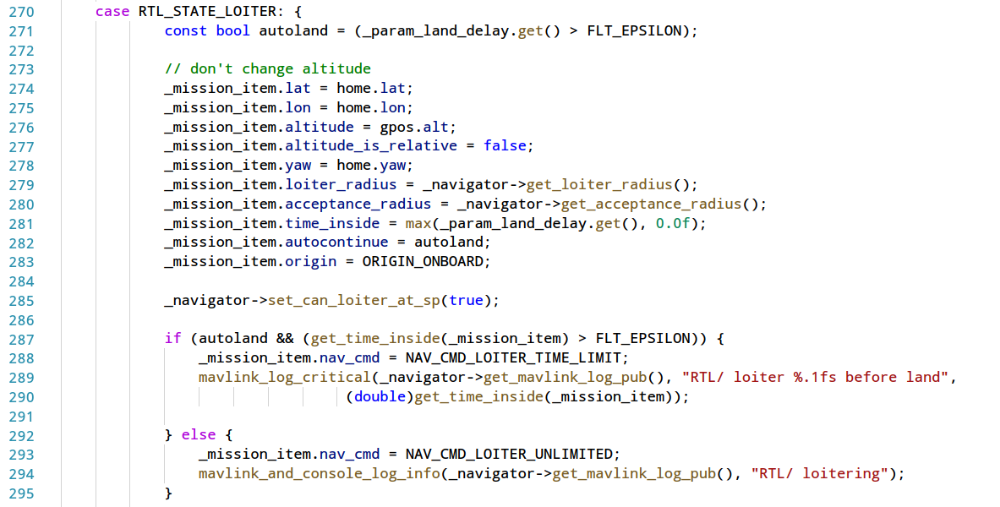 270 case RTL_STATE_LOITER: {
271 const bool autoland = (_param_land_delay.get() > FLT_EPSILON);
272
273 // don't change altitude
274 _mission_item.lat = home.lat;
275 _mission_item.lon = home.lon;
276 _mission_item.altitude = gpos.alt;
277 _mission_item.altitude_is_relative = false;
278 _mission_item.yaw = home.yaw;
279 _mission_item.loiter_radius = _navigator->get_loiter_radius();
280 _mission_item.acceptance_radius = _navigator->get_acceptance_radius();
281 _mission_item.time_inside = max(_param_land_delay.get(), 0.0f);
282 _mission_item.autocontinue = autoland;
283 _mission_item.origin = ORIGIN_ONBOARD;
284
285 _navigator->set_can_loiter_at_sp(true);
286
287 if (autoland && (get_time_inside(_mission_item) > FLT_EPSILON)) {
288 _mission_item.nav_cmd = NAV_CMD_LOITER_TIME_LIMIT;
289 mavlink_log_critical(_navigator->get_mavlink_log_pub(), "RTL/ loiter %.1fs before land",
290 (double)get_time_inside(_mission_item));
291
292 } else {
293 _mission_item.nav_cmd = NAV_CMD_LOITER_UNLIMITED;
294 mavlink_and_console_log_info(_navigator->get_mavlink_log_pub(), "RTL/ loitering");
295 }